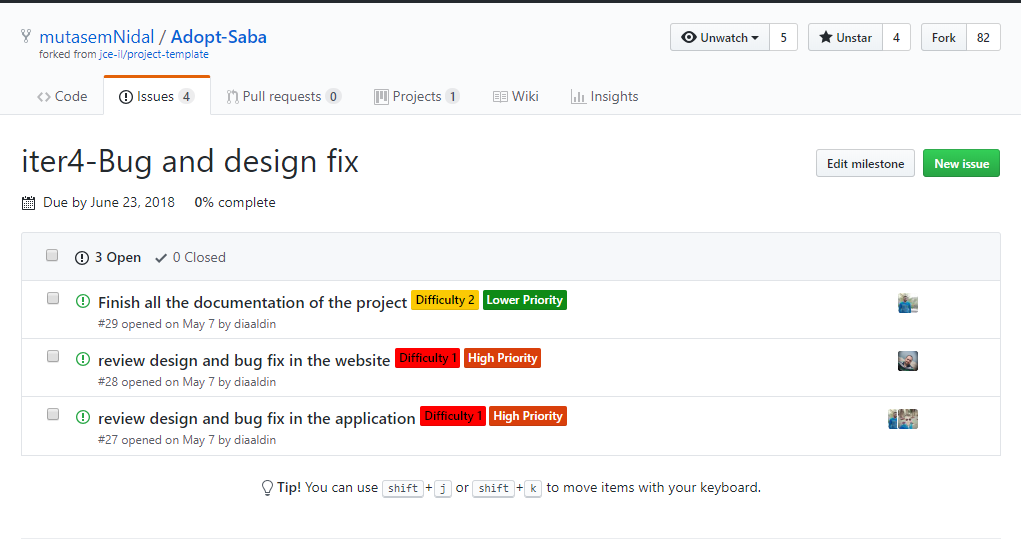 mutasemNidal / Adopt-Saba
forked from jce-il/project-template
Unwatch 5 Unstar 4 Fork 82
Code Issues 4 Pull requests 0 Projects 1 Wiki Insights
iter4-Bug and design fix
Edit milestone New issue
Due by June 23, 2018 0% complete
3 Open 0 Closed
Finish all the documentation of the project Difficulty 2 Lower Priority
#29 opened on May 7 by diaaldin
review design and bug fix in the website Difficulty 1 High Priority
#28 opened on May 7 by diaaldin
review design and bug fix in the application Difficulty 1 High Priority
#27 opened on May 7 by diaaldin
Tip! You can use shift+j or shift+k to move items with your keyboard.